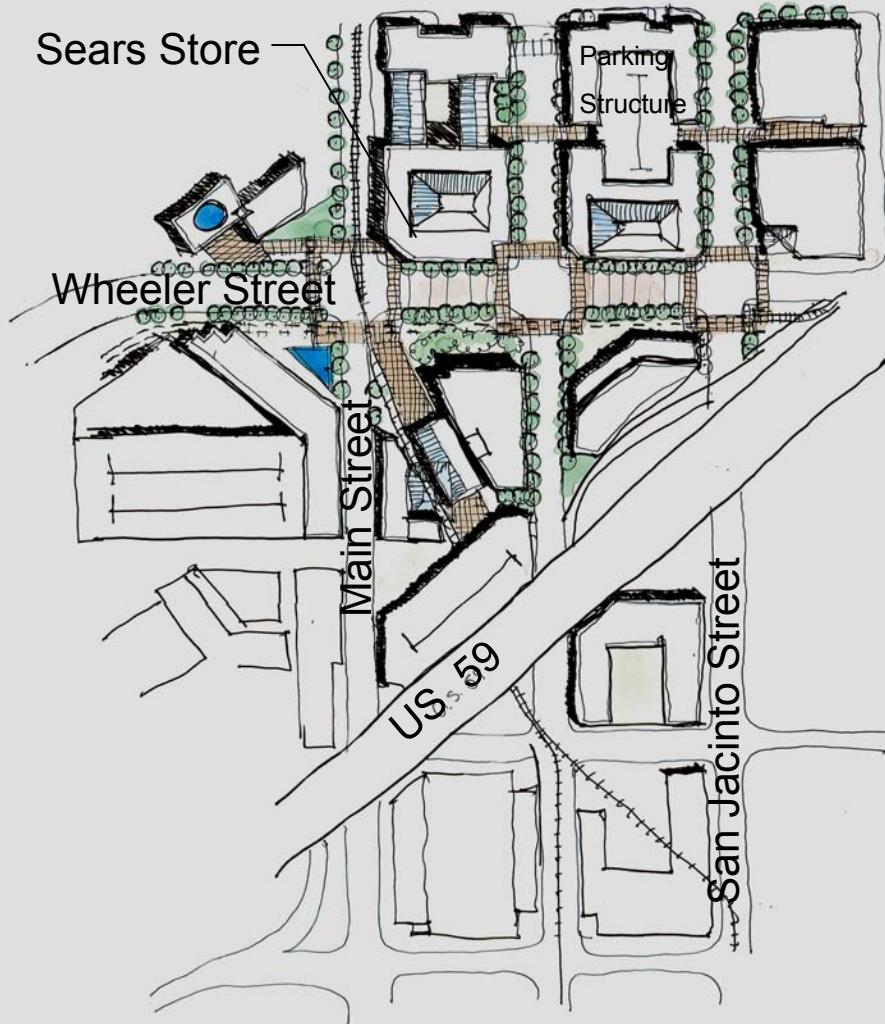 Sears Store
Parking
Structure
Wheeler Street
Main Street
US 59
San Jacinto Street